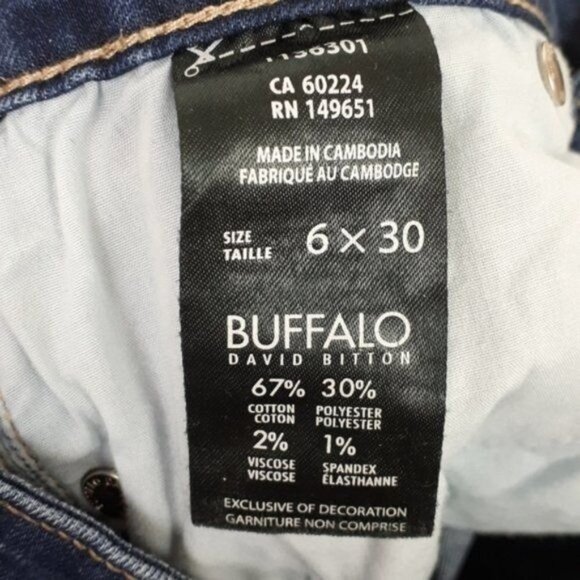 CA 60224
RN 149651
MADE IN CAMBODIA
FABRIQUÉ AU CAMBODGE
SIZE
TAILLE
6 × 30
BUFFALO
DAVID BITTON
67% 30%
COTTON POLYESTER
COTON POLYESTER
2% 1%
VISCOSE SPANDEX
VISCOSE ÉLASTHANNE
EXCLUSIVE OF DECORATION
GARNITURE NON COMPRISE